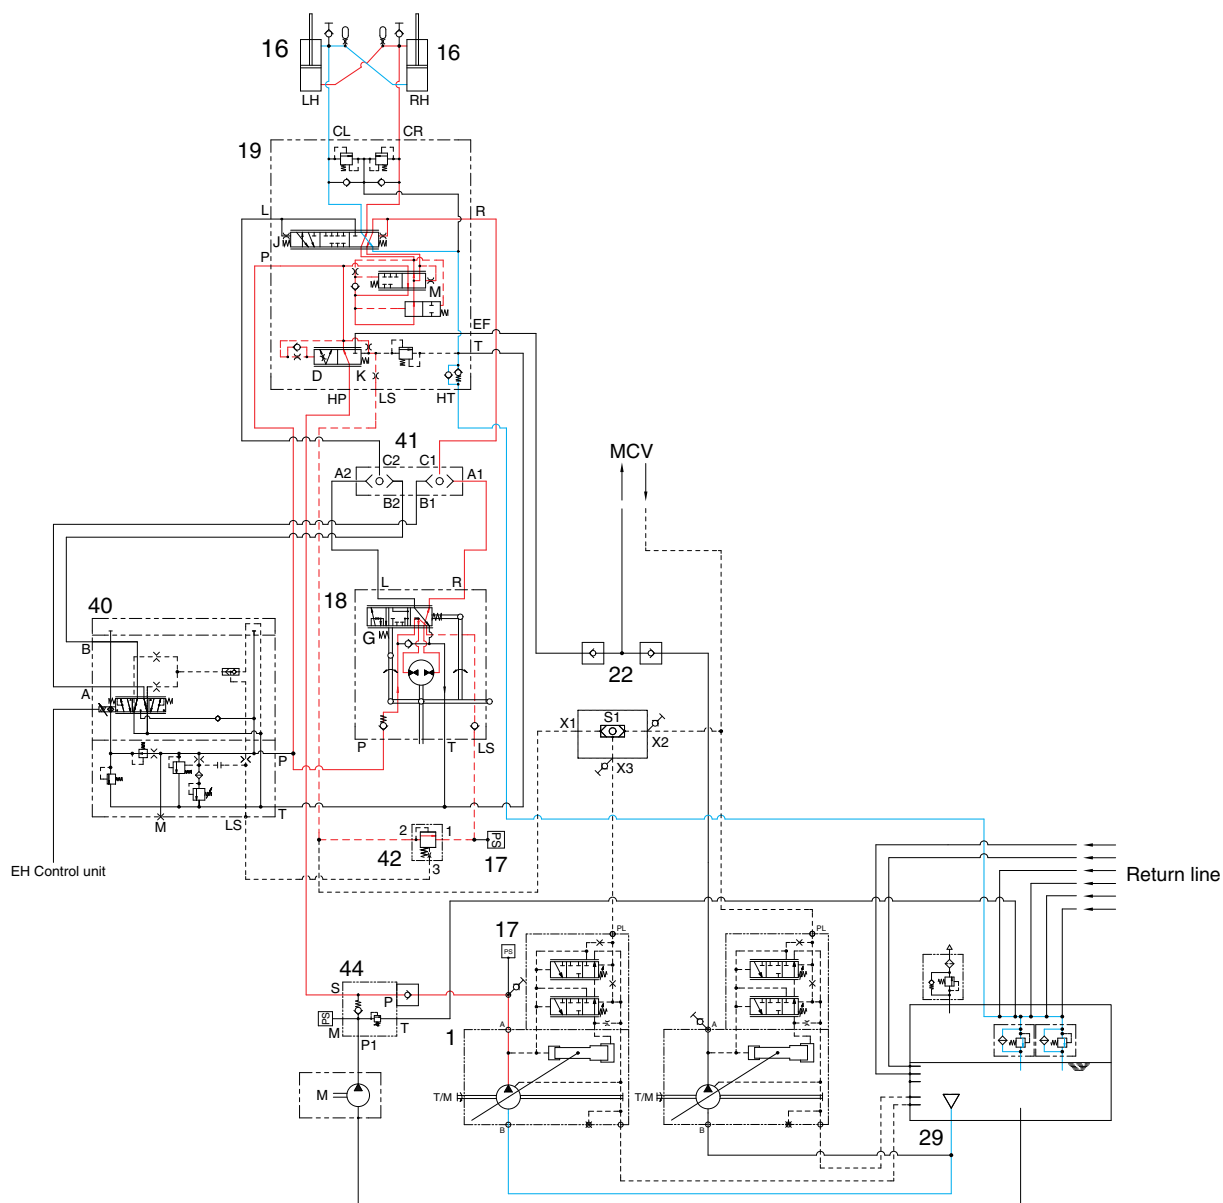 16
16
LH
RH
CL
CR
19
L
R
J
P
M
EF
T
D
K
HP
LS
HT
41
MCV
C2
C1
A2
A1
B2
B1
L
R
18
40
G
B
A
22
S1
X1
X2
X3
P
T
LS
P
T
M
LS
2
1
PS
42
17
3
EH Control unit
Return line
17
PL
PL
PS
44
S
P
PS
M
T
P1
1
A
A
M
T/M
T/M
B
B
29